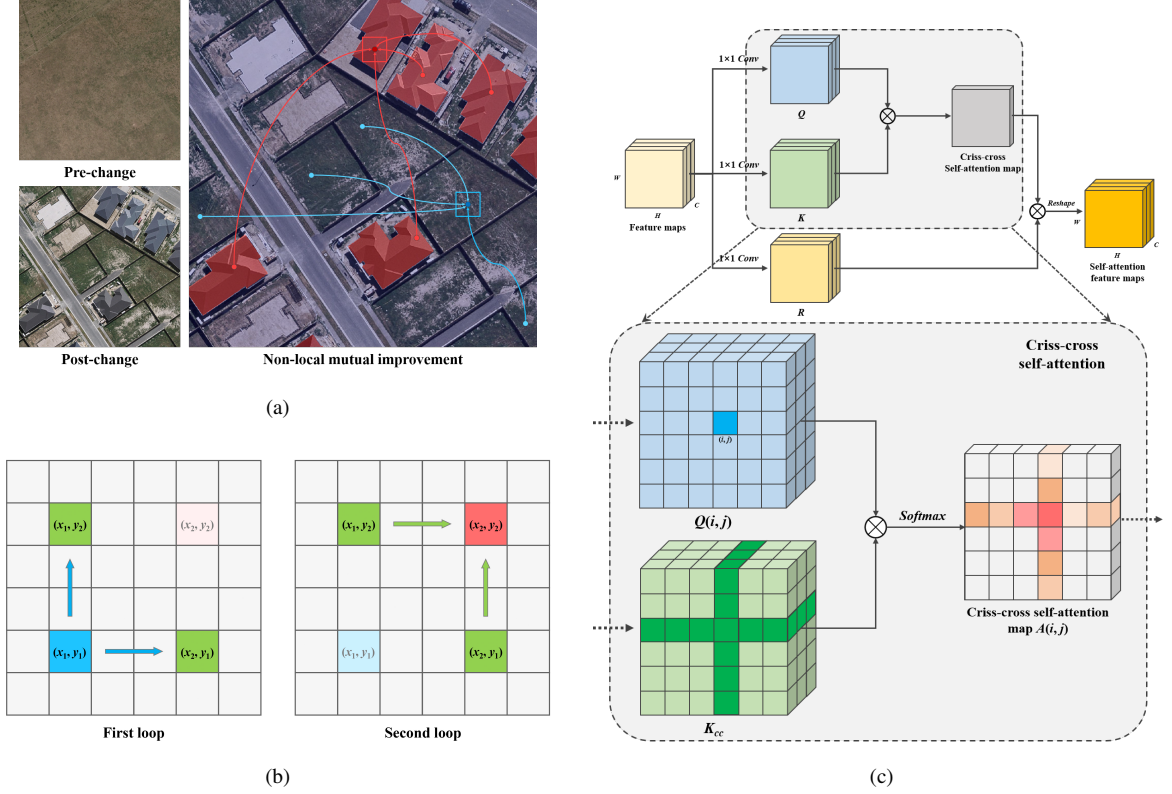 Pre-change
Post-change
Non-local mutual improvement
(a)
(x₁, y₂)
(x₂, y₂)
(x₁, y₁)
(x₂, y₁)
First loop
(x₁, y₂)
(x₂, y₂)
(x₁, y₁)
(x₂, y₁)
Second loop
(b)
1×1 Conv
Q
1×1 Conv
K
Criss-cross
Self-attention map
W
H
C
Feature maps
1×1 Conv
R
Reshape
W
H
C
Self-attention
feature maps
Criss-cross
self-attention
(i, j)
Q(i, j)
Softmax
K_cc
Criss-cross self-attention
map A(i, j)
(c)